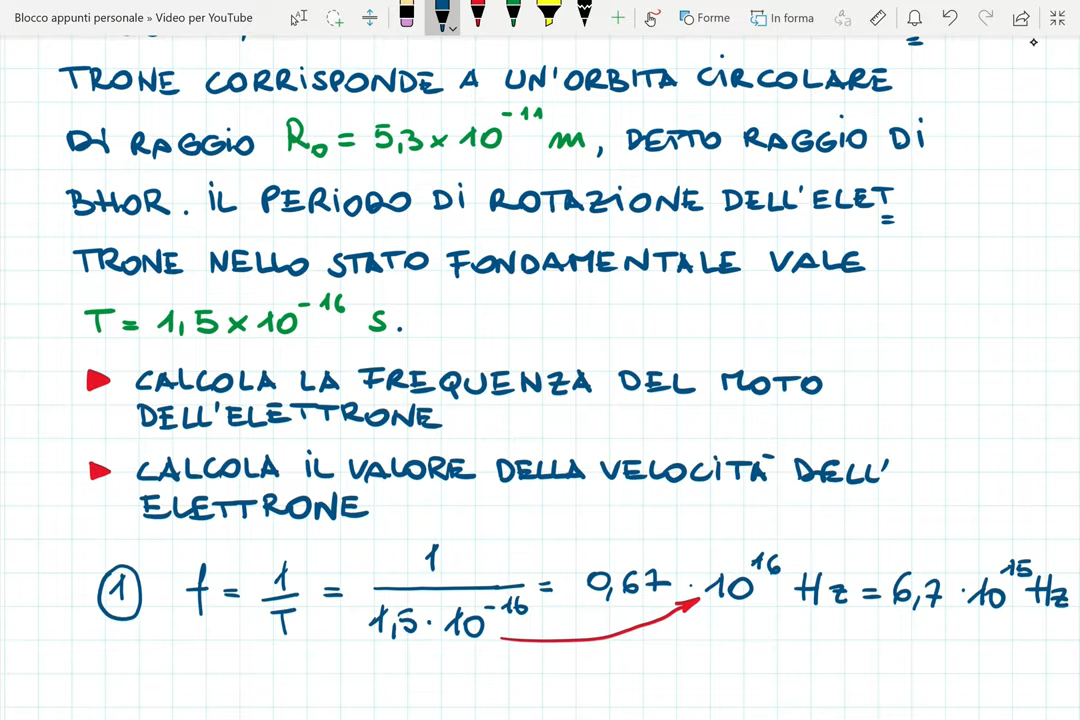 Blocco appunti personale » Video per YouTube
Forme
In forma
TRONE CORRISPONDE A UN'ORBITA CIRCOLARE
DI RAGGIO R₀ = 5,3 × 10⁻¹¹ m, DETTO RAGGIO DI
BHOR. IL PERIODO DI ROTAZIONE DELL'ELET=
TRONE NELLO STATO FONDAMENTALE VALE
T = 1,5 × 10⁻¹⁶ s.
► CALCOLA LA FREQUENZA DEL MOTO
DELL'ELETTRONE
► CALCOLA IL VALORE DELLA VELOCITÀ DELL'
ELETTRONE
① f = 1/T = 1/(1,5 · 10⁻¹⁶) = 0,67 · 10¹⁶ Hz = 6,7 · 10¹⁵ Hz